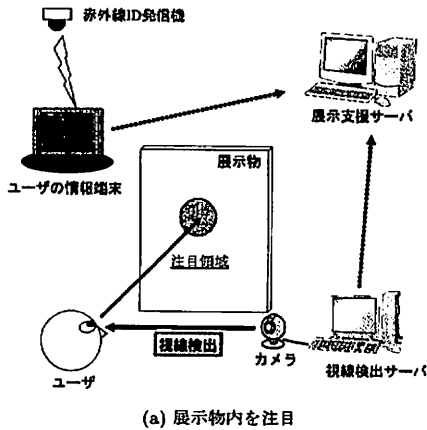 赤外線ID発信機
展示支援サーバ
ユーザの情報端末
展示物
注目領域
視線検出
カメラ
ユーザ
視線検出サーバ
(a) 展示物内を注目